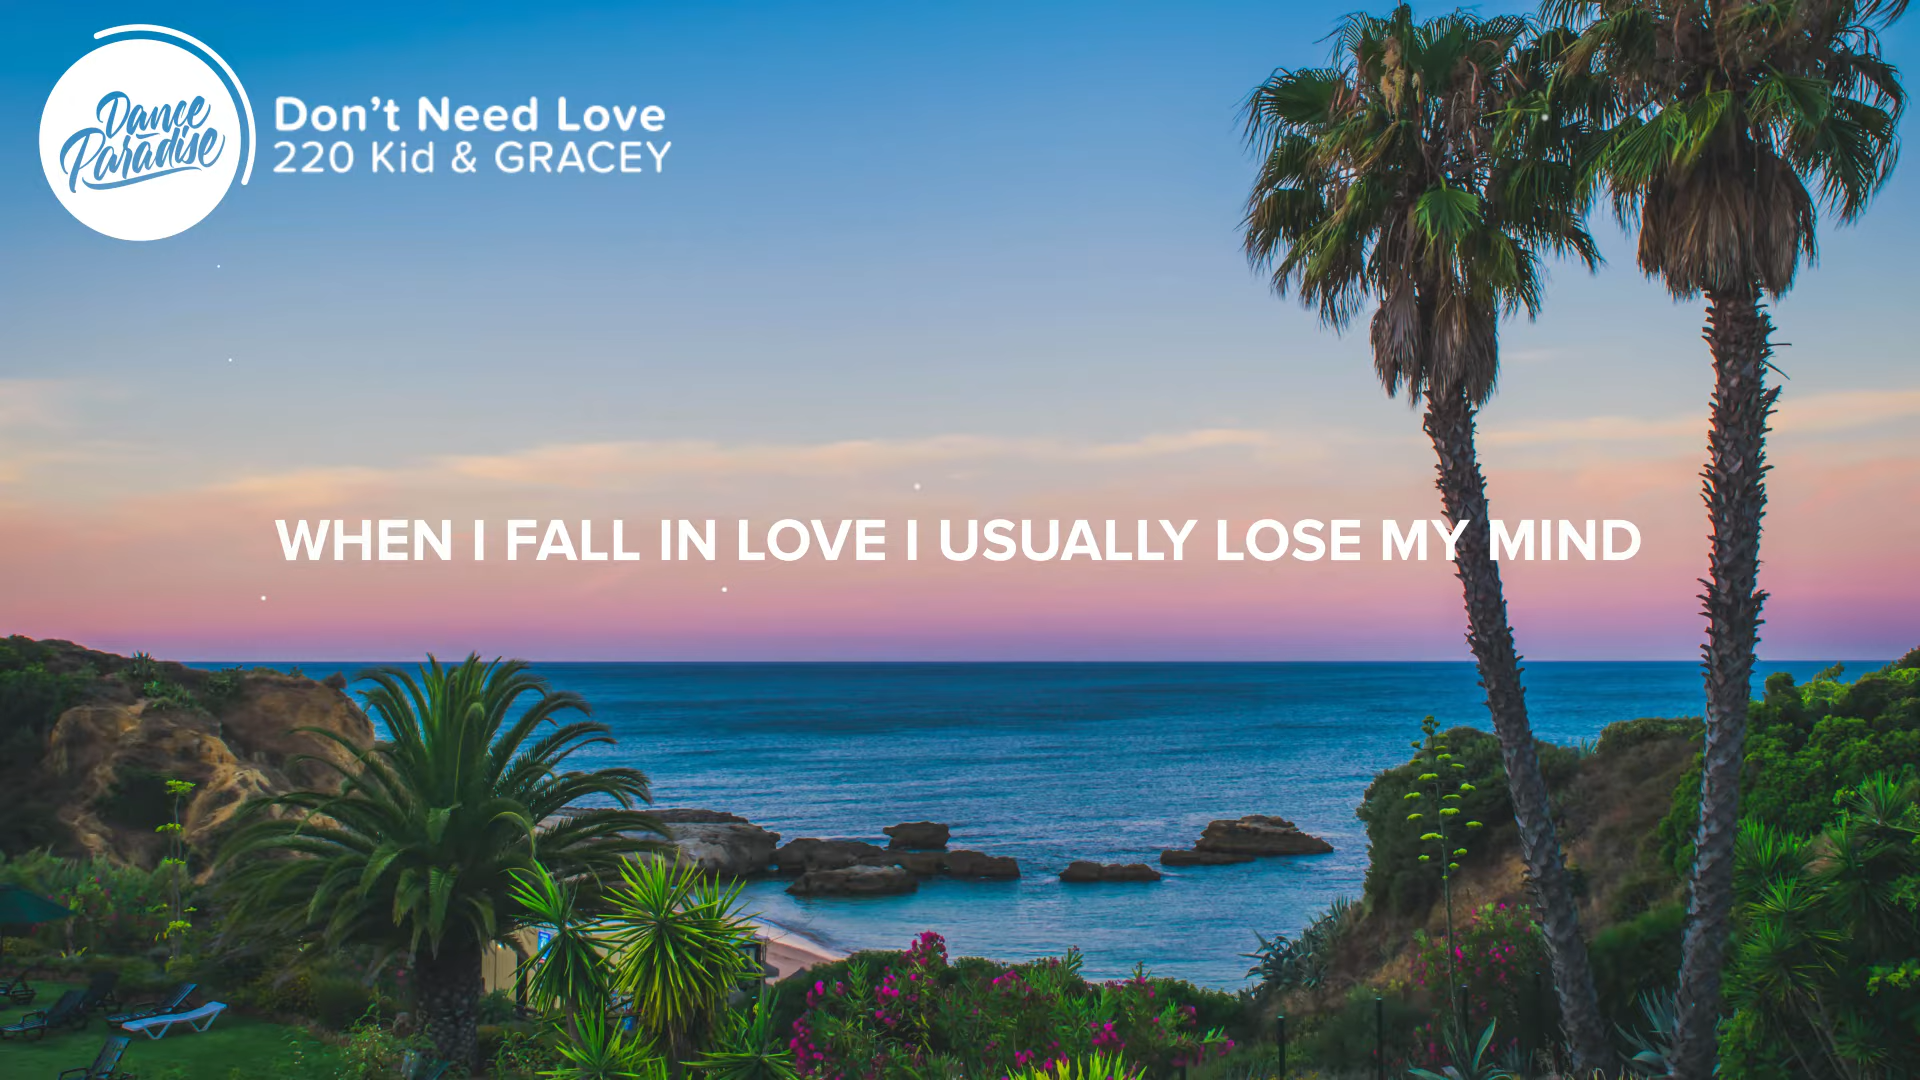 Dance
Paradise
Don't Need Love
220 Kid & GRACEY
WHEN I FALL IN LOVE I USUALLY LOSE MY MIND